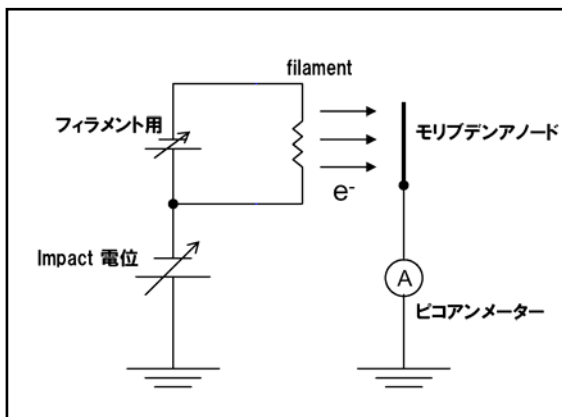 filament
フィラメント用
モリブデンアノード
e-
Impact 電位
A
ピコアンメーター